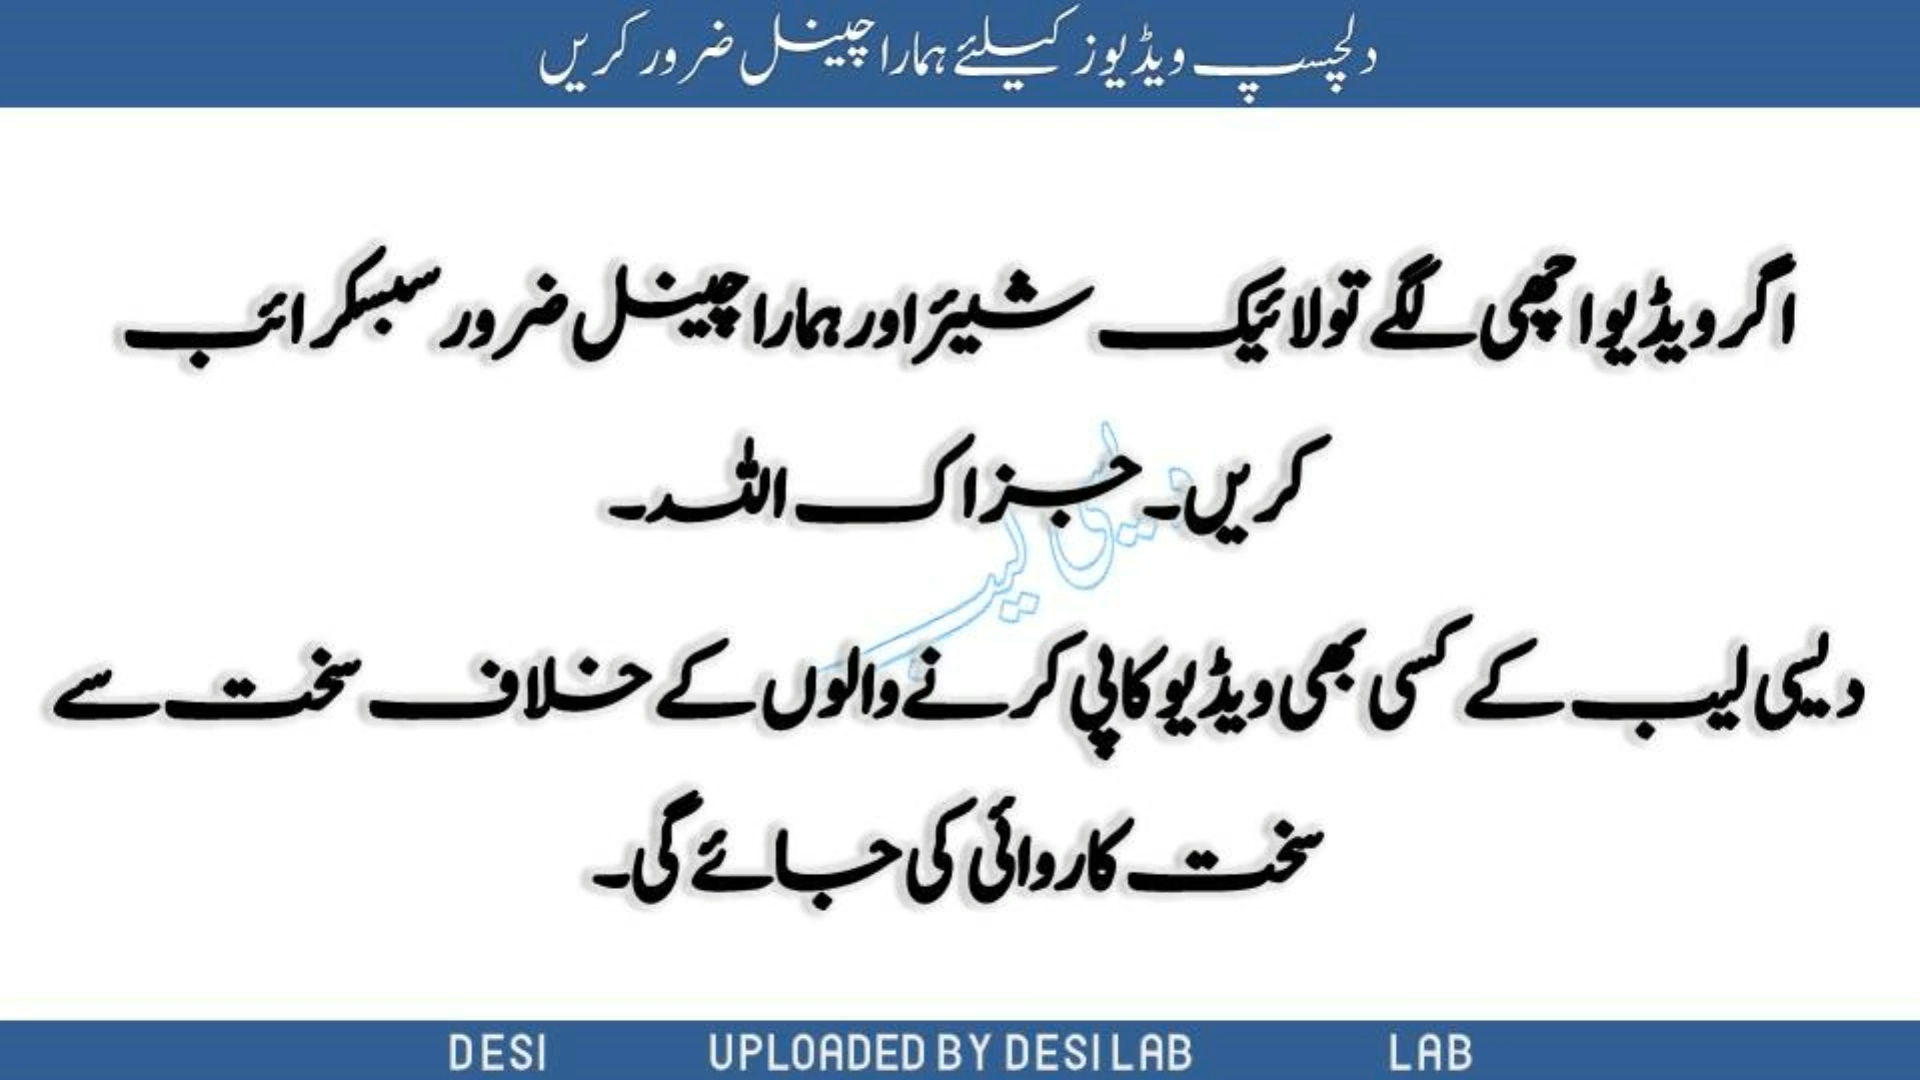 دلچسپ ویڈیوز کیلئے ہمارا چینل ضرور کریں
اگر ویڈیو اچھی لگے تو لائیک شیئر اور ہمارا چینل ضرور سبسکرائب
کریں۔ جزاک اللہ۔
دیسی لیب
دیسی لیب کے کسی بھی ویڈیو کاپی کرنے والوں کے خلاف سخت سے
سخت کاروائی کی جائے گی۔
DESI UPLOADED BY DESI LAB LAB